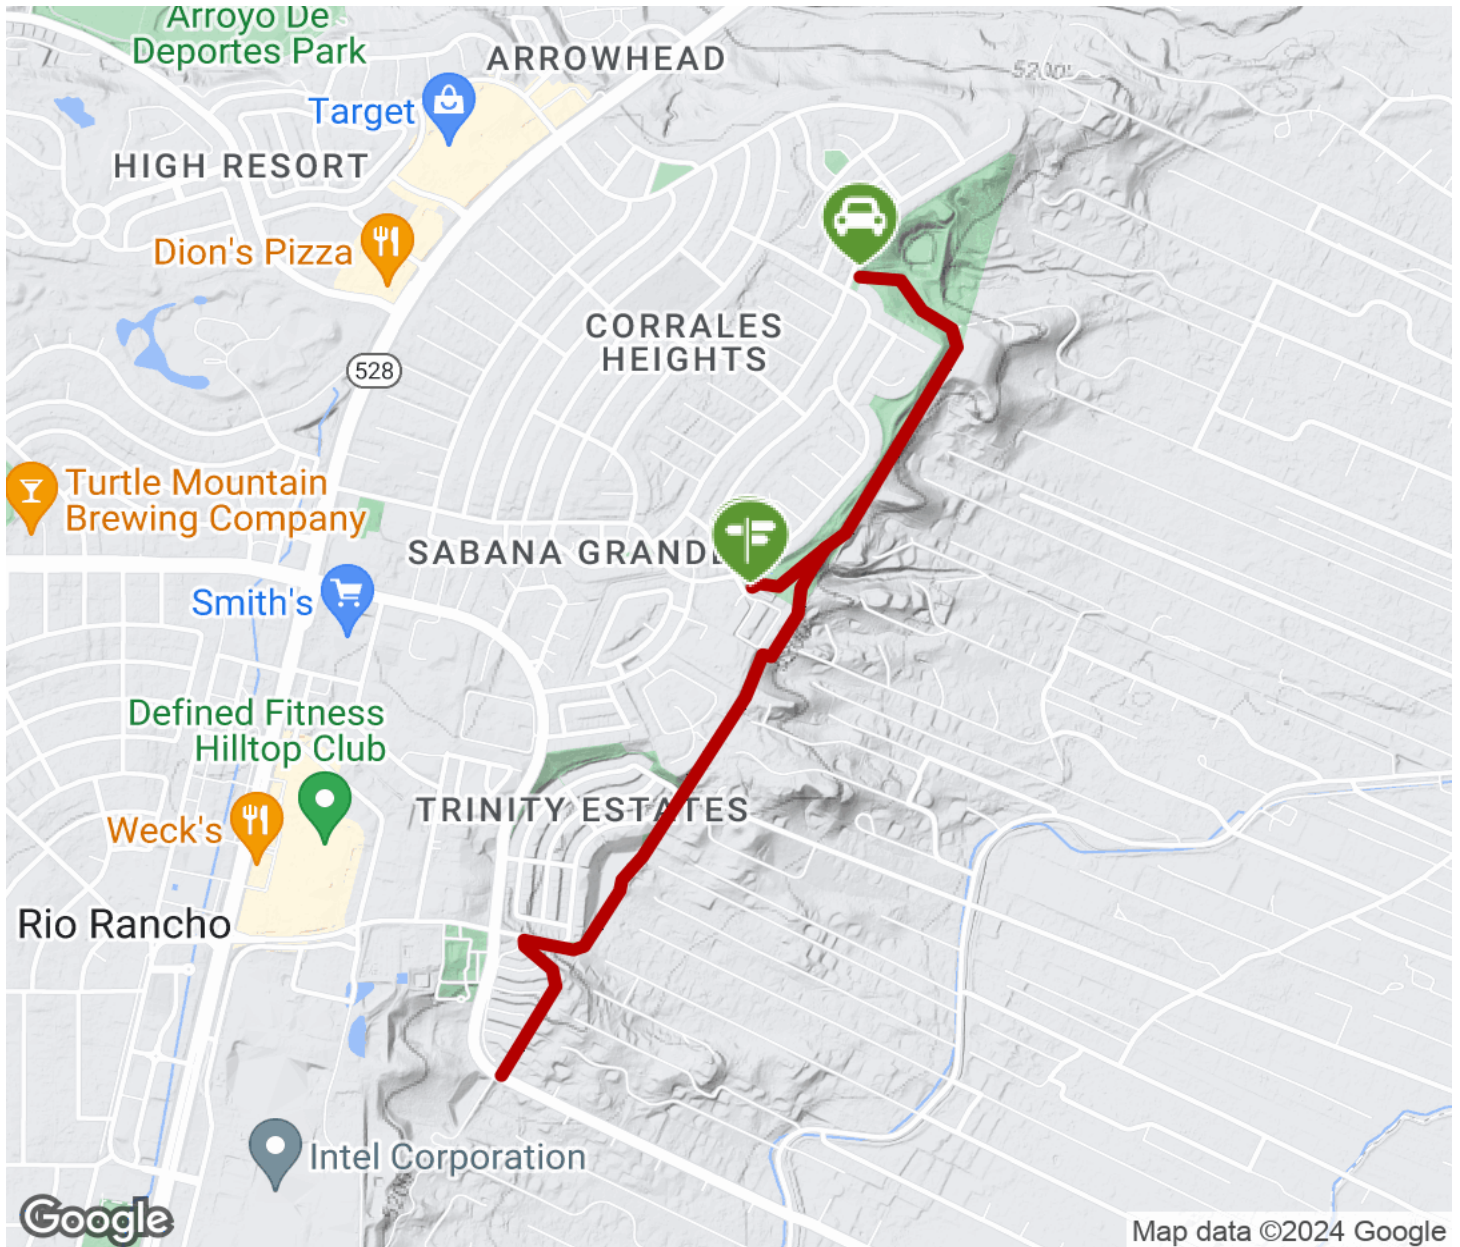 Arroyo De
Deportes Park
ARROWHEAD
5200'
Target
HIGH RESORT
Dion's Pizza
CORRALES
HEIGHTS
528
Turtle Mountain
Brewing Company
SABANA GRANDE
Smith's
Defined Fitness
Hilltop Club
TRINITY ESTATES
Weck's
Rio Rancho
Intel Corporation
Google
Map data ©2024 Google